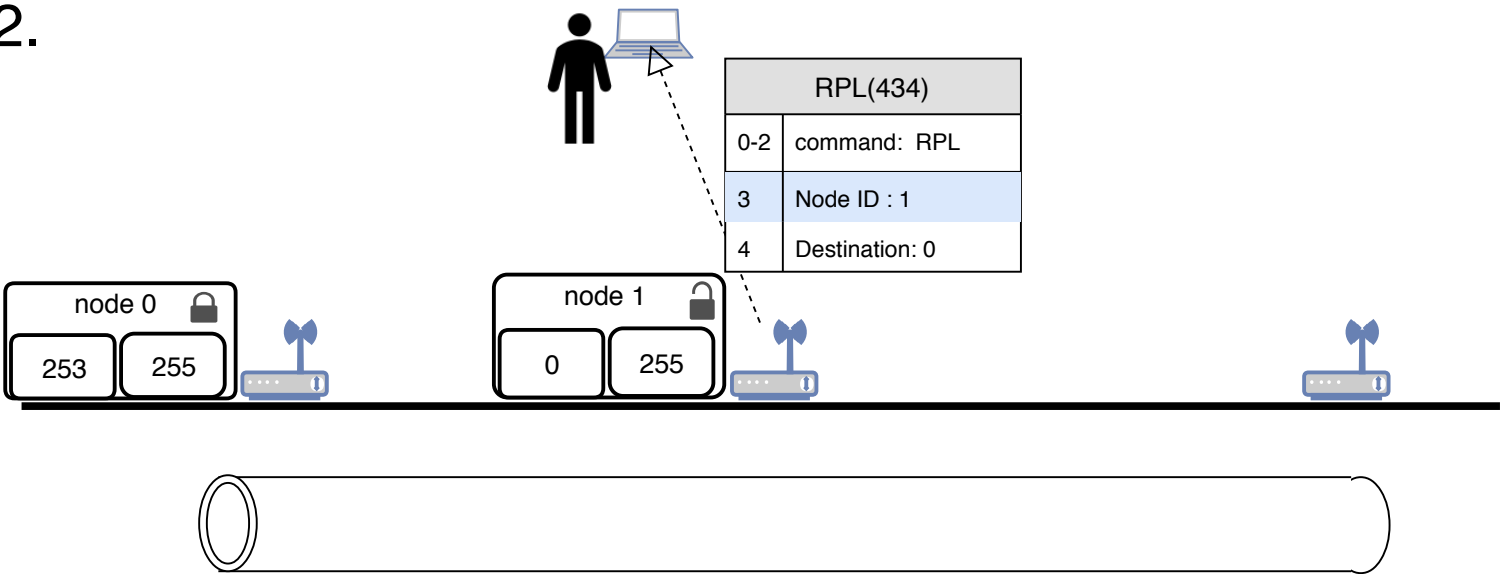 2.
RPL(434)
0-2 command: RPL
3 Node ID : 1
4 Destination: 0
node 0
253 255
node 1
0 255